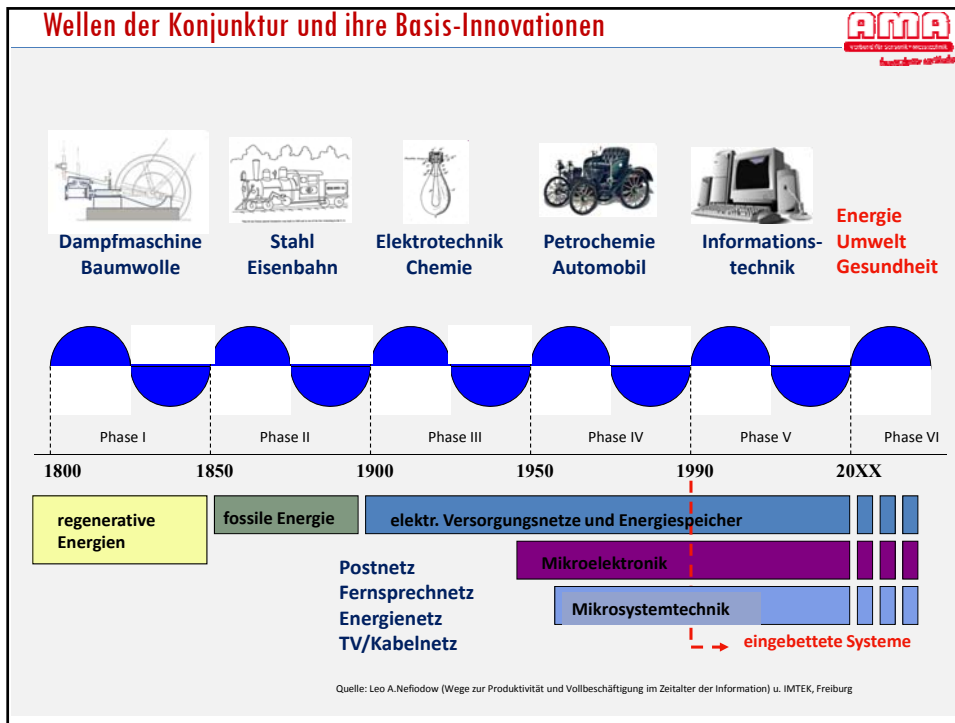 Wellen der Konjunktur und ihre Basis-Innovationen
AMA
Dampfmaschine
Baumwolle
Stahl
Eisenbahn
Elektrotechnik
Chemie
Petrochemie
Automobil
Informations-
technik
Energie
Umwelt
Gesundheit
Phase I
Phase II
Phase III
Phase IV
Phase V
Phase VI
1800
1850
1900
1950
1990
20XX
regenerative
Energien
fossile Energie
elektr. Versorgungsnetze und Energiespeicher
Mikroelektronik
Mikrosystemtechnik
Postnetz
Fernsprechnetz
Energienetz
TV/Kabelnetz
eingebettete Systeme
Quelle: Leo A.Nefiodow (Wege zur Produktivität und Vollbeschäftigung im Zeitalter der Information) u. IMTEK, Freiburg